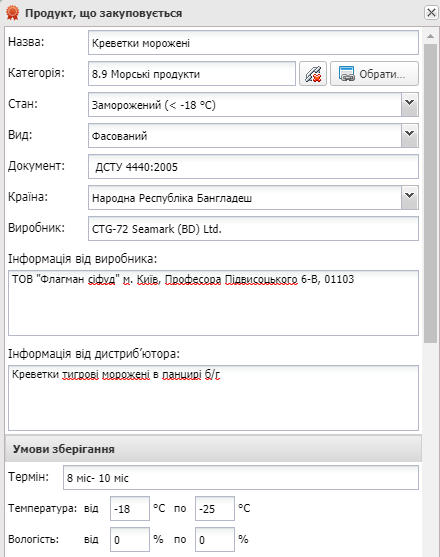 Продукт, що закуповується
Назва: Креветки морожені
Категорія: 8.9 Морські продукти Обрати...
Стан: Заморожений (< -18 °C)
Вид: Фасований
Документ: ДСТУ 4440:2005
Країна: Народна Республіка Бангладеш
Виробник: CTG-72 Seamark (BD) Ltd.
Інформація від виробника:
ТОВ "Флагман сіфуд" м. Київ, Професора Підвисоцького 6-В, 01103
Інформація від дистриб'ютора:
Креветки тигрові морожені в панцирі б/г
Умови зберігання
Термін: 8 міс- 10 міс
Температура: від -18 °C по -25 °C
Вологість: від 0 % по 0 %